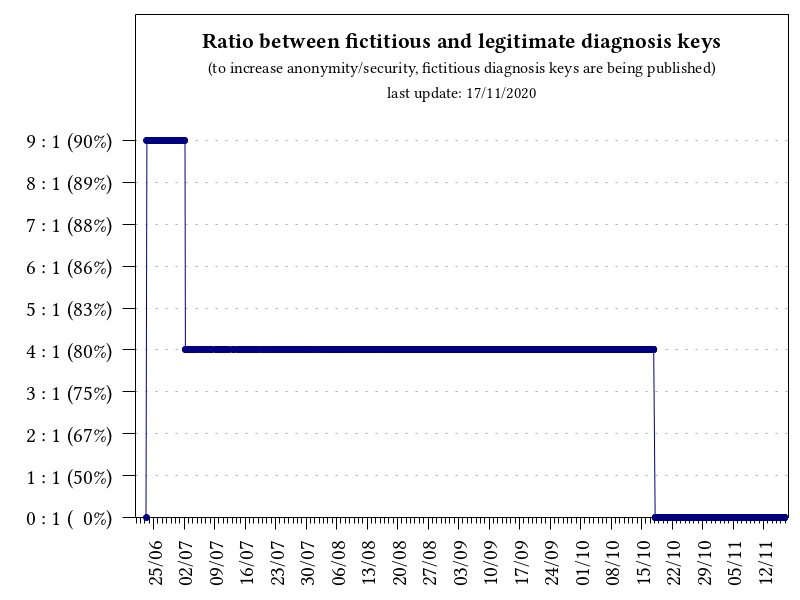 Ratio between fictitious and legitimate diagnosis keys
(to increase anonymity/security, fictitious diagnosis keys are being published)
last update: 17/11/2020
9 : 1 (90%)
8 : 1 (89%)
7 : 1 (88%)
6 : 1 (86%)
5 : 1 (83%)
4 : 1 (80%)
3 : 1 (75%)
2 : 1 (67%)
1 : 1 (50%)
0 : 1 (  0%)
25/06
02/07
09/07
16/07
23/07
30/07
06/08
13/08
20/08
27/08
03/09
10/09
17/09
24/09
01/10
08/10
15/10
22/10
29/10
05/11
12/11